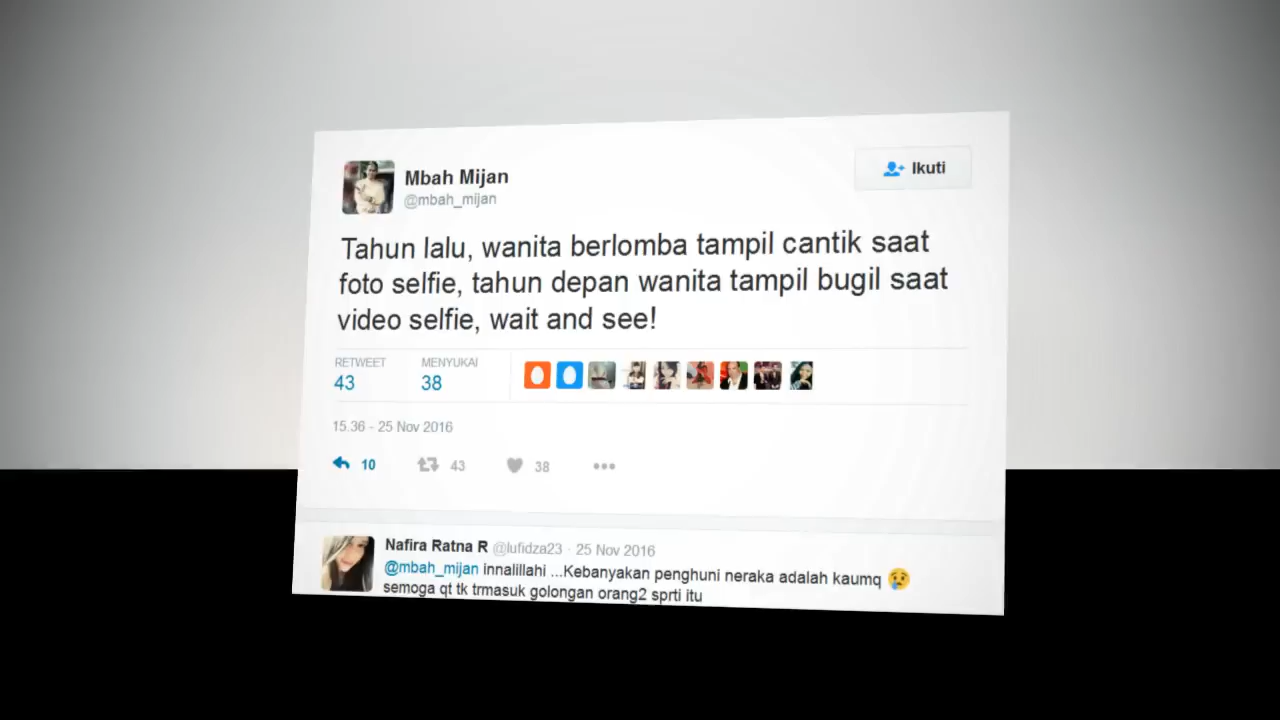 Mbah Mijan
@mbah_mijan
Ikuti
Tahun lalu, wanita berlomba tampil cantik saat
foto selfie, tahun depan wanita tampil bugil saat
video selfie, wait and see!
RETWEET MENYUKAI
43 38
15.36 - 25 Nov 2016
10 43 38
Nafira Ratna R @lufidza23 · 25 Nov 2016
@mbah_mijan innalillahi ...Kebanyakan penghuni neraka adalah kaumq 😢
semoga qt tk trmasuk golongan orang2 sprti itu